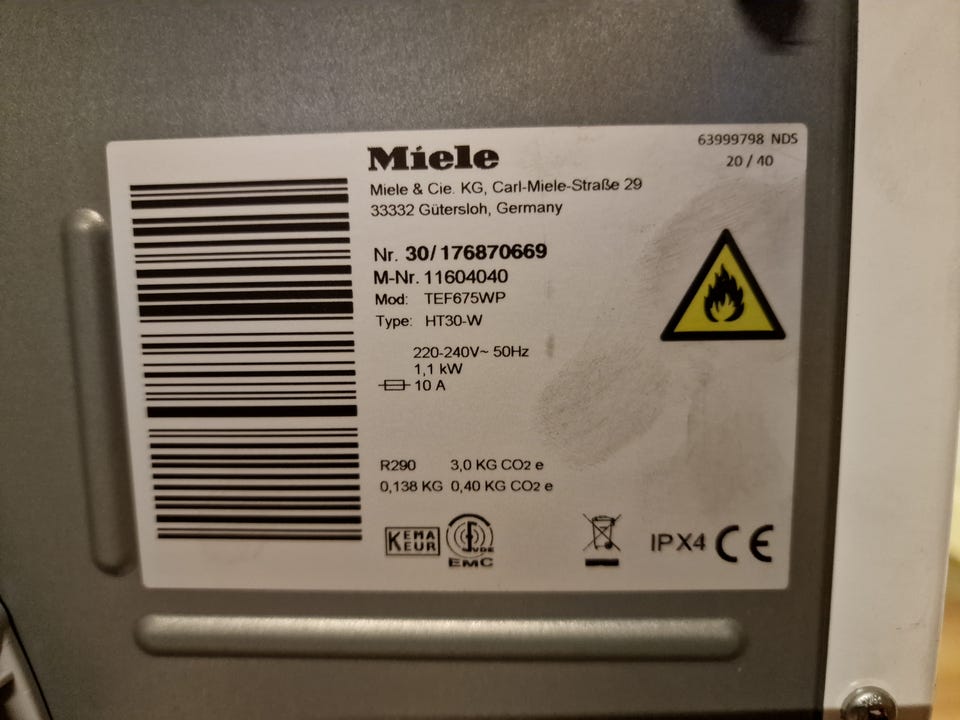 Miele
63999798 NDS
20 / 40
Miele & Cie. KG, Carl-Miele-Straße 29
33332 Gütersloh, Germany
Nr. 30/176870669
M-Nr. 11604040
Mod: TEF675WP
Type: HT30-W
220-240V~ 50Hz
1,1 kW
10 A
R290 3,0 KG CO2 e
0,138 KG 0,40 KG CO2 e
KEMA
KEUR
VDE
EMC
IPX4 CE